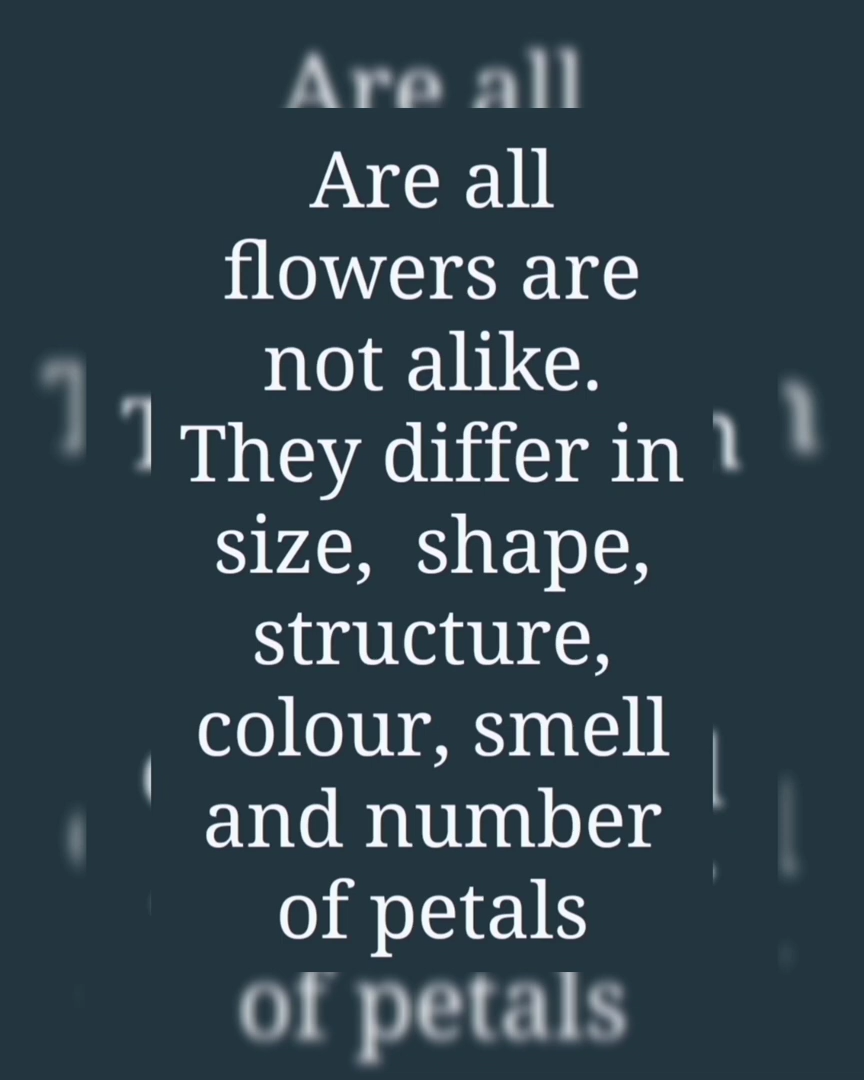 Are all
flowers are
not alike.
They differ in
size,  shape,
structure,
colour, smell
and number
of petals